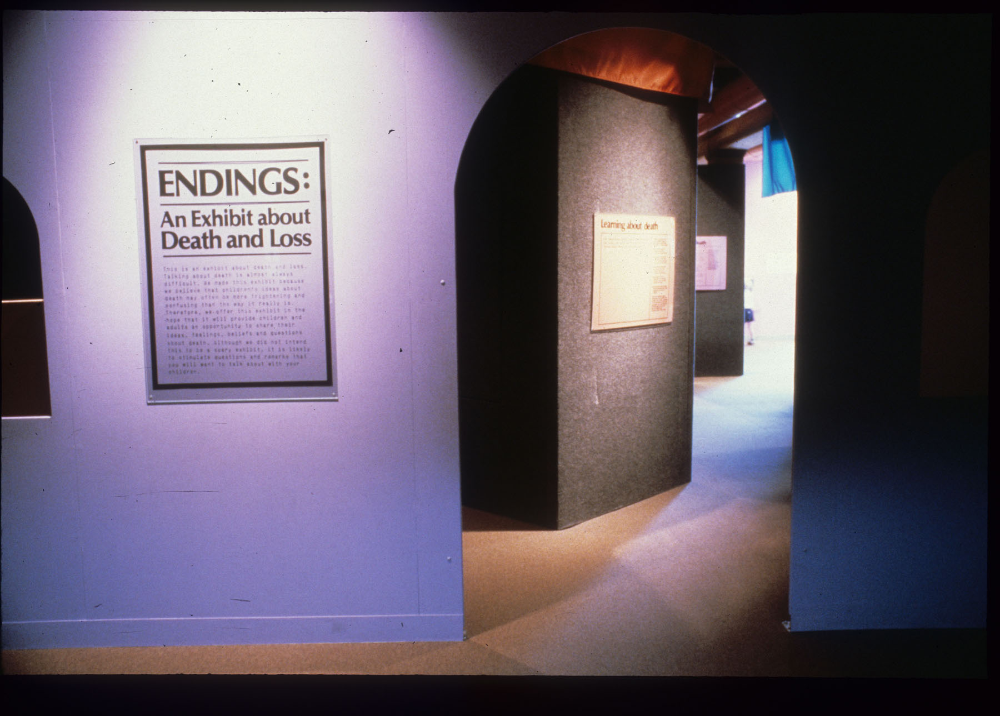 ENDINGS:
An Exhibit about
Death and Loss
This is an exhibit about death and loss.
Talking about death is almost always
difficult. We made this exhibit because
we believe that children's ideas about
death may often be more frightening and
confusing than the way it really is.
Therefore, we offer this exhibit in the
hope that it will provide children and
adults an opportunity to share their
ideas, feelings, beliefs and questions
about death. Although we did not intend
this to be a scary exhibit, it is likely
to stimulate questions and remarks that
you will want to talk about with your
children.
Learning about death